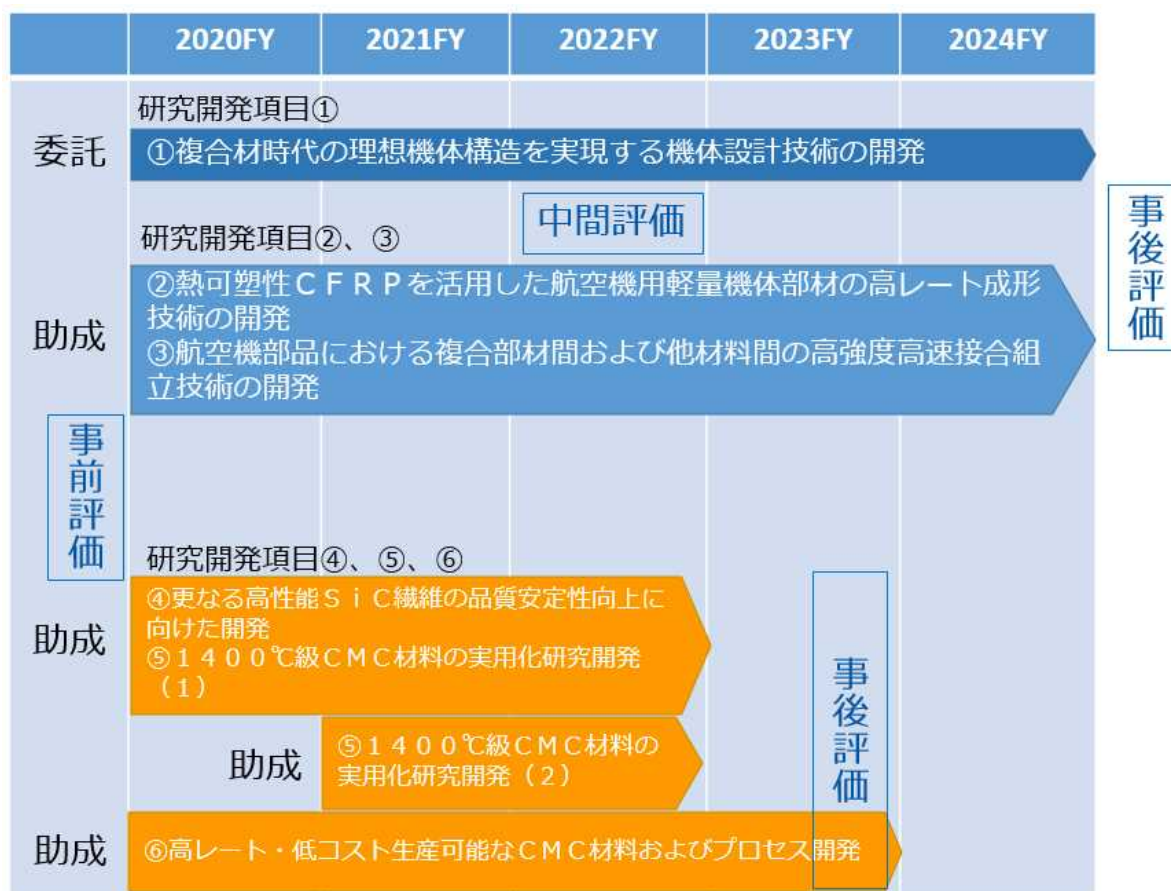 2020FY 2021FY 2022FY 2023FY 2024FY
研究開発項目①
委託
①複合材時代の理想機体構造を実現する機体設計技術の開発
中間評価
事後評価
研究開発項目②、③
助成
②熱可塑性CFRPを活用した航空機用軽量機体部材の高レート成形
技術の開発
③航空機部品における複合部材間および他材料間の高強度高速接合組
立技術の開発
事前評価
研究開発項目④、⑤、⑥
助成
④更なる高性能SiC繊維の品質安定性向上に
向けた開発
⑤1400℃級CMC材料の実用化研究開発
(1)
助成
⑤1400℃級CMC材料の
実用化研究開発(2)
事後評価
助成
⑥高レート・低コスト生産可能なCMC材料およびプロセス開発